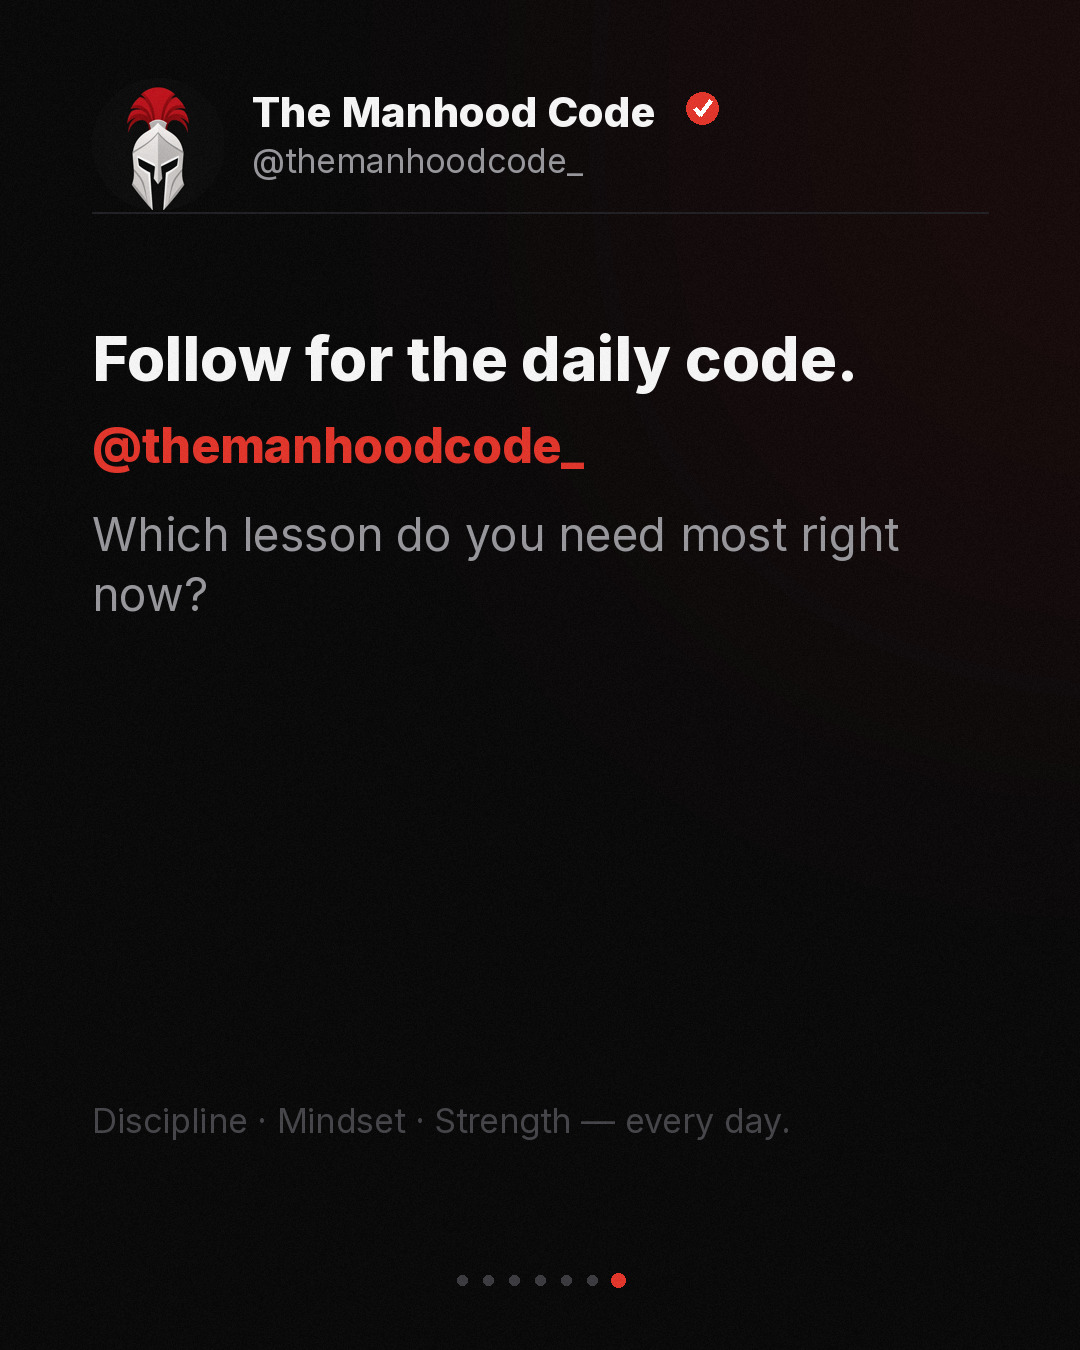 The Manhood Code
@themanhoodcode_
Follow for the daily code.
@themanhoodcode_
Which lesson do you need most right
now?
Discipline · Mindset · Strength — every day.